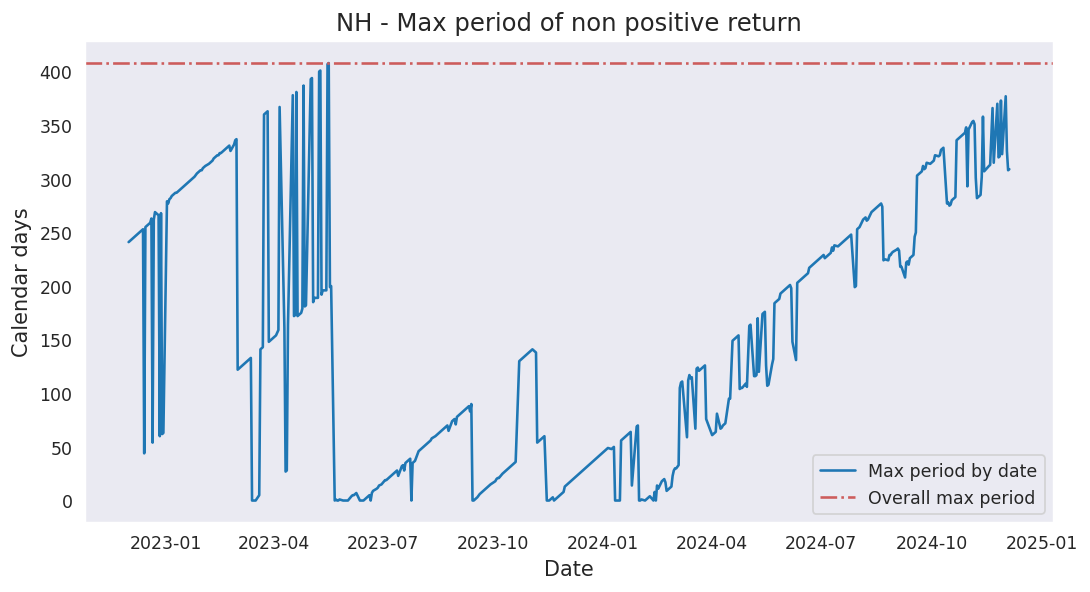 NH - Max period of non positive return
Calendar days
400
350
300
250
200
150
100
50
0
2023-01 2023-04 2023-07 2023-10 2024-01 2024-04 2024-07 2024-10 2025-01
Date
Max period by date
Overall max period